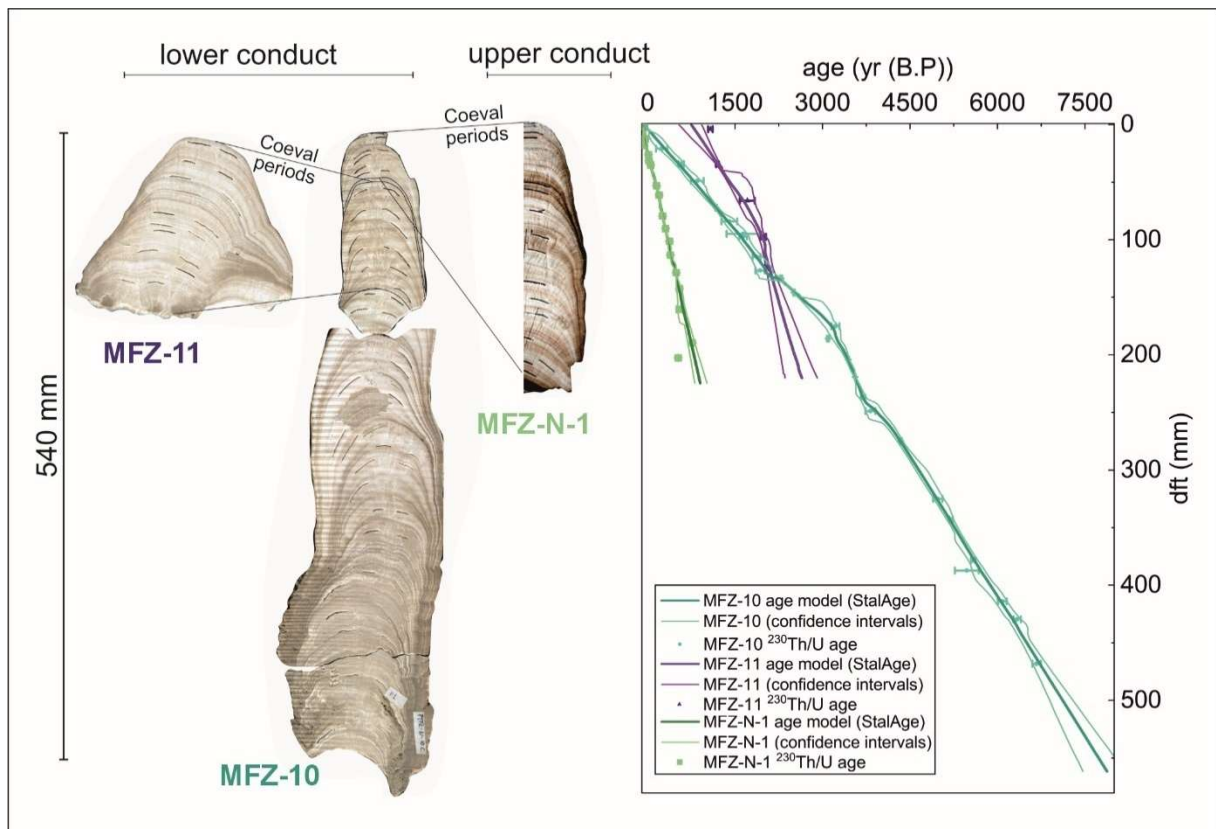 lower conduct
upper conduct
Coeval
periods
Coeval
periods
MFZ-11
MFZ-N-1
540 mm
MFZ-10
age (yr (B.P))
0 1500 3000 4500 6000 7500
0
100
200
300
400
500
dft (mm)
MFZ-10 age model (StalAge)
MFZ-10 (confidence intervals)
MFZ-10 ²³⁰Th/U age
MFZ-11 age model (StalAge)
MFZ-11 (confidence intervals)
MFZ-11 ²³⁰Th/U age
MFZ-N-1 age model (StalAge)
MFZ-N-1 (confidence intervals)
MFZ-N-1 ²³⁰Th/U age